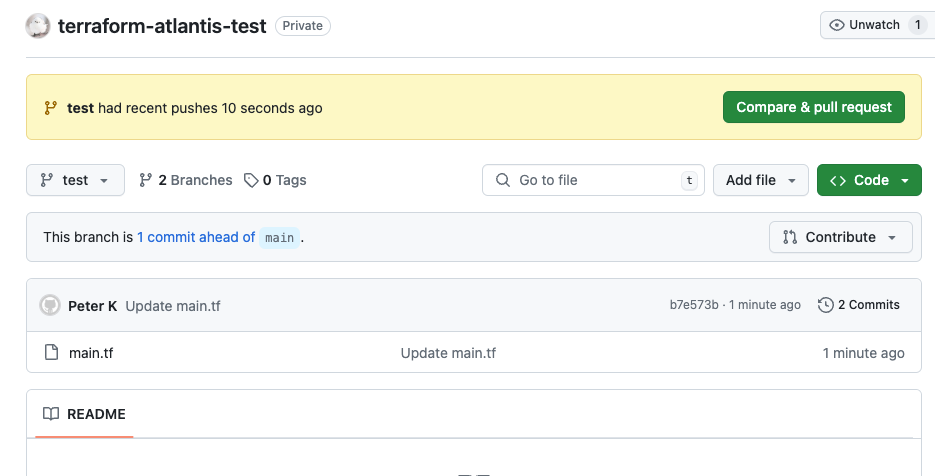 terraform-atlantis-test Private Unwatch 1
test had recent pushes 10 seconds ago Compare & pull request
test 2 Branches 0 Tags Go to file t Add file Code
This branch is 1 commit ahead of main . Contribute
Peter K Update main.tf b7e573b · 1 minute ago 2 Commits
main.tf Update main.tf 1 minute ago
README